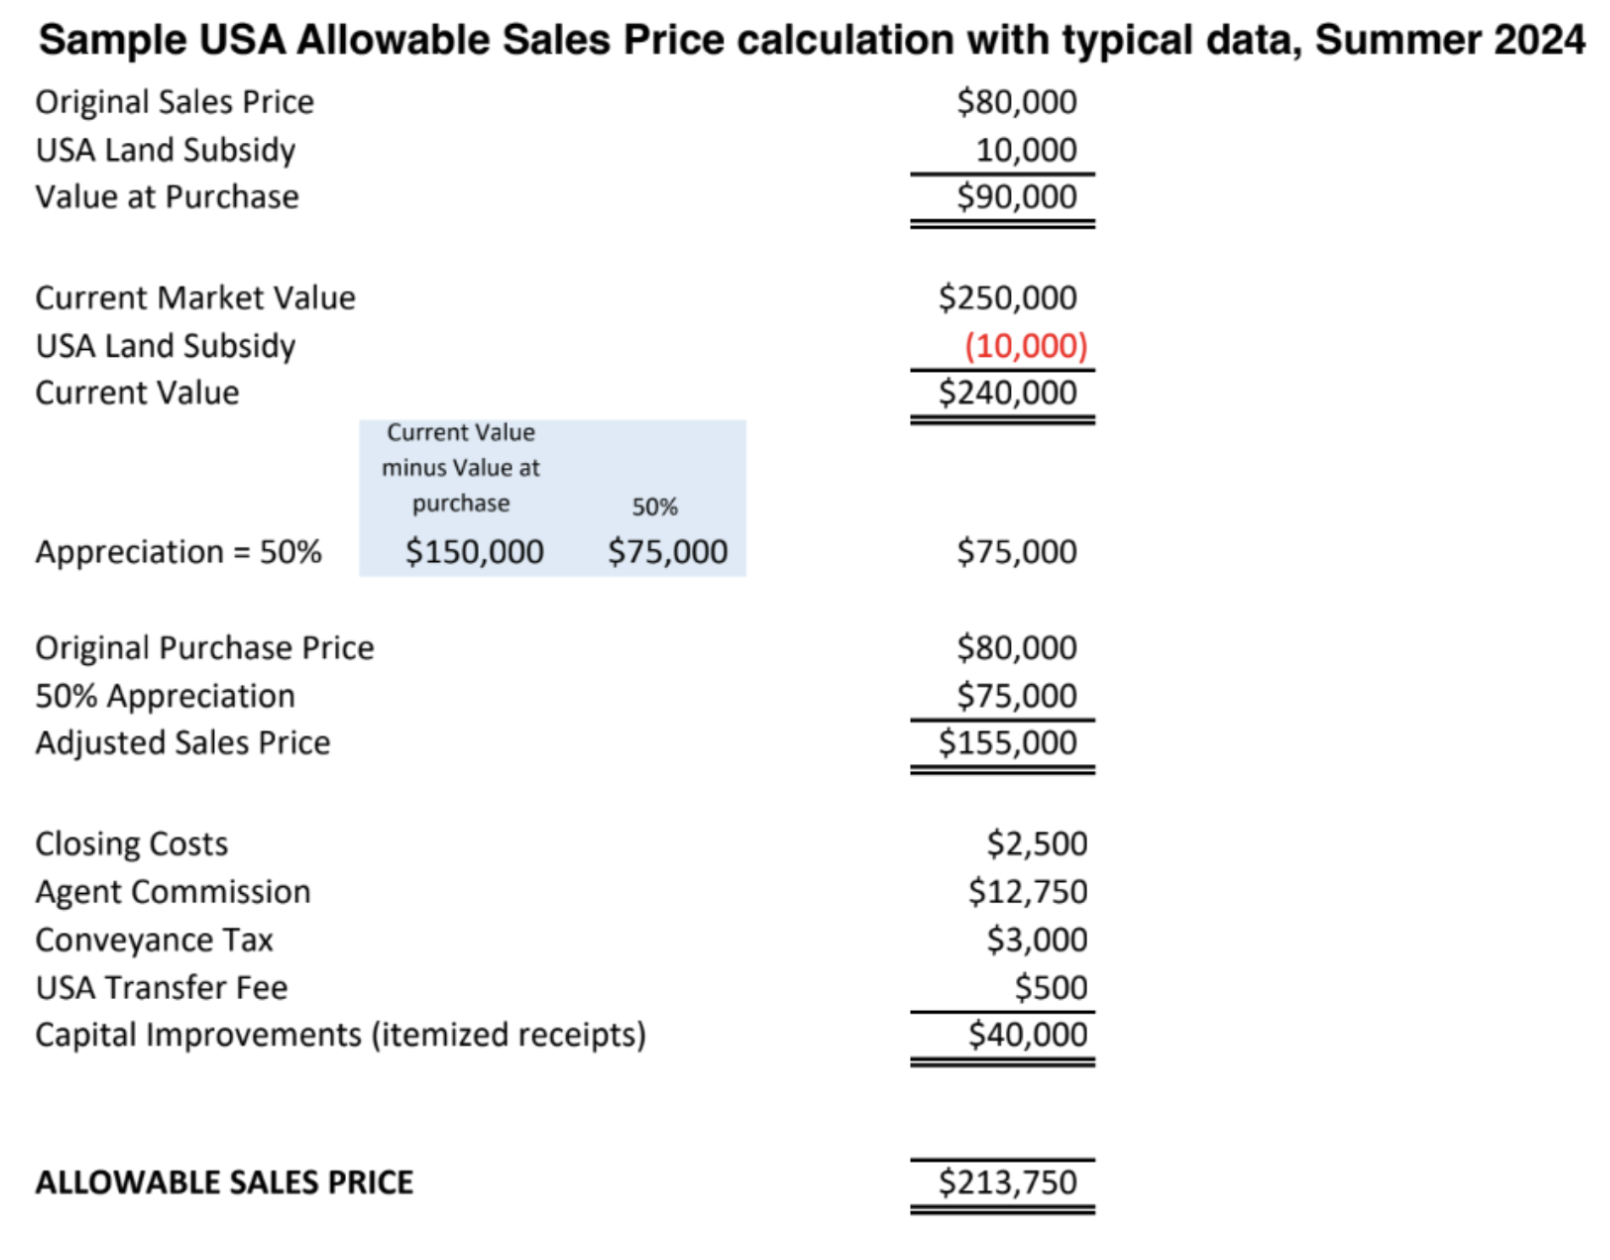 Sample USA Allowable Sales Price calculation with typical data, Summer 2024
Original Sales Price $80,000
USA Land Subsidy 10,000
Value at Purchase $90,000
Current Market Value $250,000
USA Land Subsidy (10,000)
Current Value $240,000
Current Value
minus Value at
purchase 50%
Appreciation = 50% $150,000 $75,000 $75,000
Original Purchase Price $80,000
50% Appreciation $75,000
Adjusted Sales Price $155,000
Closing Costs $2,500
Agent Commission $12,750
Conveyance Tax $3,000
USA Transfer Fee $500
Capital Improvements (itemized receipts) $40,000
ALLOWABLE SALES PRICE $213,750